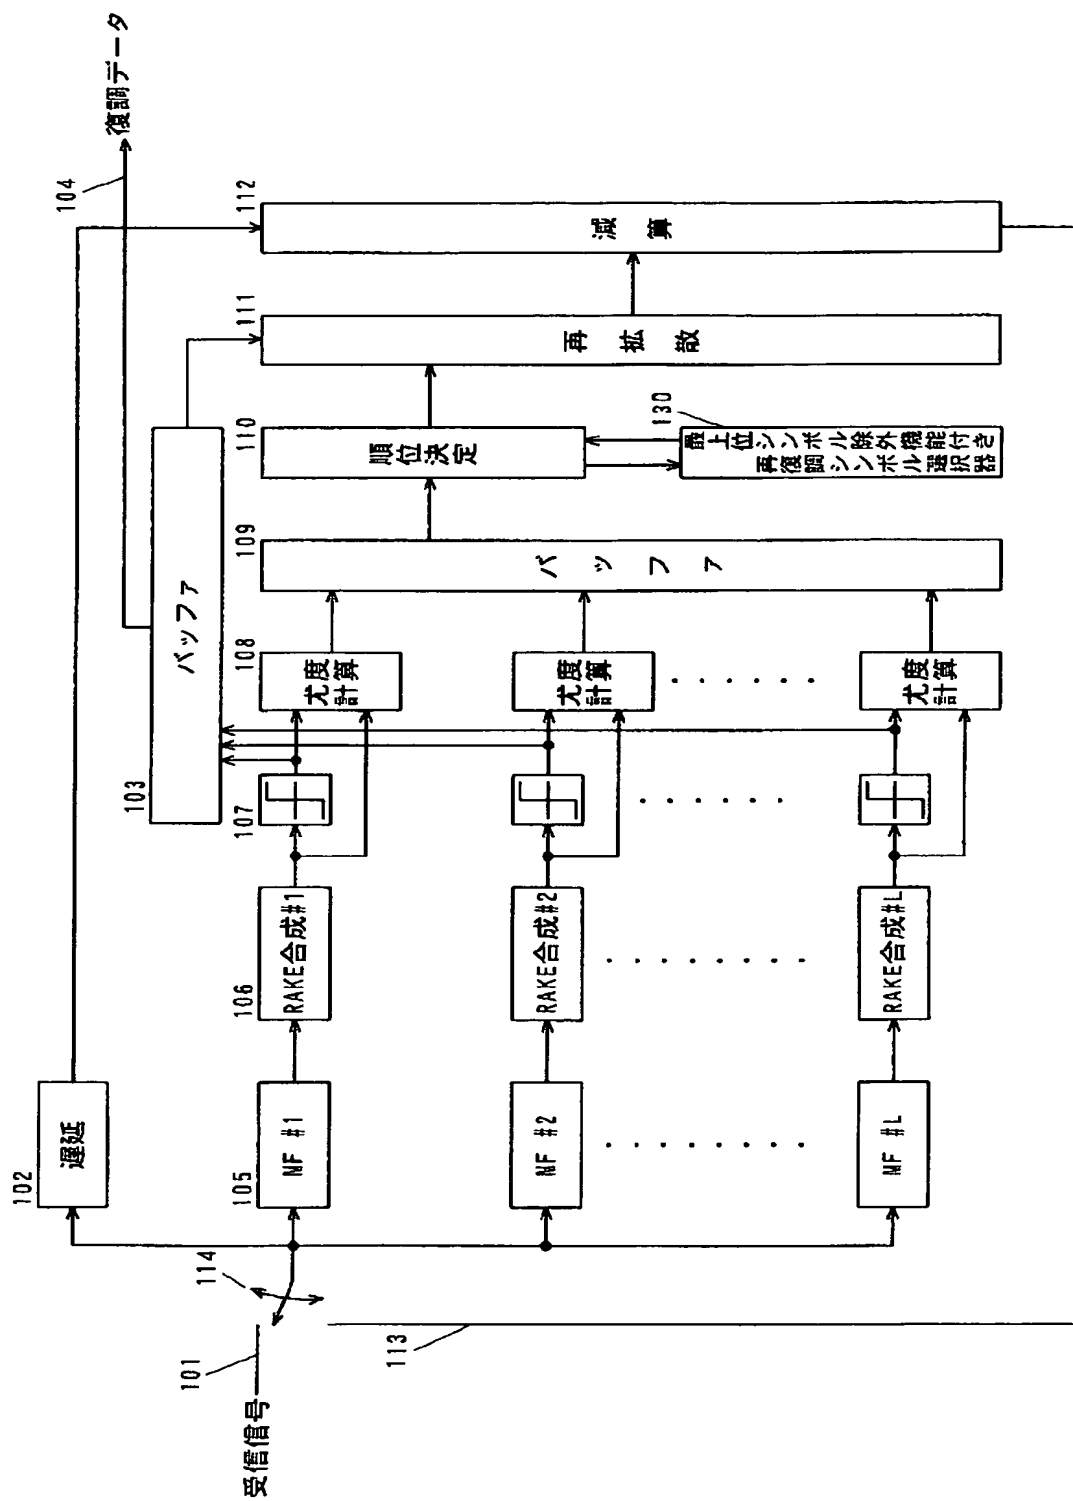 受信信号
101
114
113
102
遅延
104
復調データ
103
バッファ
105
MF #1
106
RAKE合成#1
107
108
尤度
計算
109
バッファ
110
順位決定
111
再拡散
112
減算
130
最上位シンボル除外機能付き
再復調シンボル選択器
MF #2
RAKE合成#2
尤度
計算
MF #L
RAKE合成#L
尤度
計算